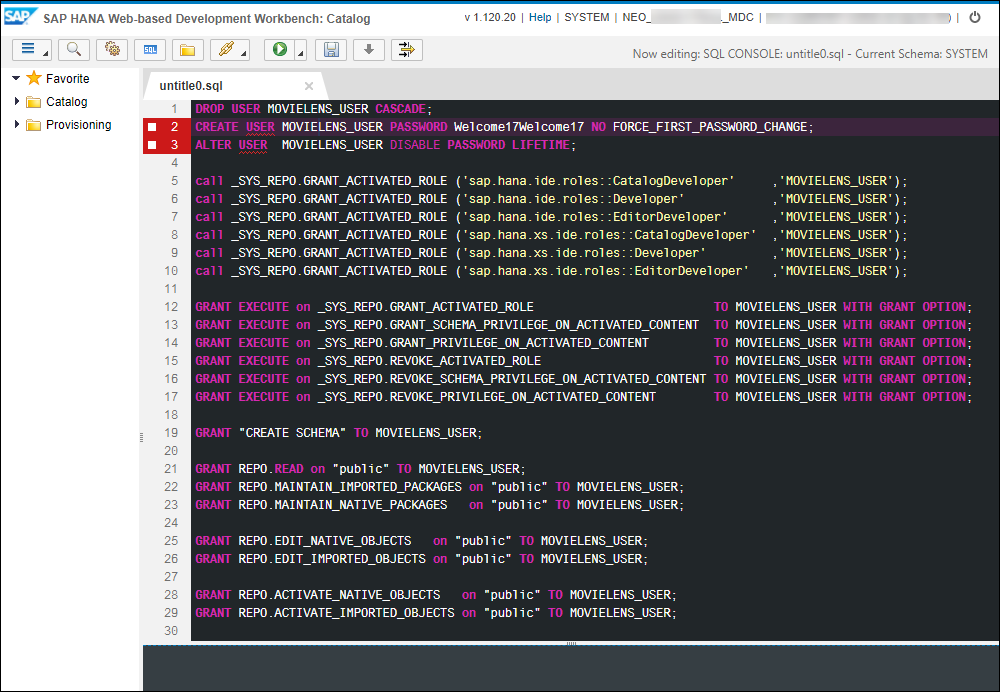 SAP SAP HANA Web-based Development Workbench: Catalog v 1.120.20 | Help | SYSTEM | NEO_ _MDC | ) |
SQL
Now editing: SQL CONSOLE: untitle0.sql - Current Schema: SYSTEM
Favorite
Catalog
Provisioning
untitle0.sql ×
1 DROP USER MOVIELENS_USER CASCADE;
2 CREATE USER MOVIELENS_USER PASSWORD Welcome17Welcome17 NO FORCE_FIRST_PASSWORD_CHANGE;
3 ALTER USER MOVIELENS_USER DISABLE PASSWORD LIFETIME;
4
5 call _SYS_REPO.GRANT_ACTIVATED_ROLE ('sap.hana.ide.roles::CatalogDeveloper' ,'MOVIELENS_USER');
6 call _SYS_REPO.GRANT_ACTIVATED_ROLE ('sap.hana.ide.roles::Developer' ,'MOVIELENS_USER');
7 call _SYS_REPO.GRANT_ACTIVATED_ROLE ('sap.hana.ide.roles::EditorDeveloper' ,'MOVIELENS_USER');
8 call _SYS_REPO.GRANT_ACTIVATED_ROLE ('sap.hana.xs.ide.roles::CatalogDeveloper' ,'MOVIELENS_USER');
9 call _SYS_REPO.GRANT_ACTIVATED_ROLE ('sap.hana.xs.ide.roles::Developer' ,'MOVIELENS_USER');
10 call _SYS_REPO.GRANT_ACTIVATED_ROLE ('sap.hana.xs.ide.roles::EditorDeveloper' ,'MOVIELENS_USER');
11
12 GRANT EXECUTE on _SYS_REPO.GRANT_ACTIVATED_ROLE TO MOVIELENS_USER WITH GRANT OPTION;
13 GRANT EXECUTE on _SYS_REPO.GRANT_SCHEMA_PRIVILEGE_ON_ACTIVATED_CONTENT TO MOVIELENS_USER WITH GRANT OPTION;
14 GRANT EXECUTE on _SYS_REPO.GRANT_PRIVILEGE_ON_ACTIVATED_CONTENT TO MOVIELENS_USER WITH GRANT OPTION;
15 GRANT EXECUTE on _SYS_REPO.REVOKE_ACTIVATED_ROLE TO MOVIELENS_USER WITH GRANT OPTION;
16 GRANT EXECUTE on _SYS_REPO.REVOKE_SCHEMA_PRIVILEGE_ON_ACTIVATED_CONTENT TO MOVIELENS_USER WITH GRANT OPTION;
17 GRANT EXECUTE on _SYS_REPO.REVOKE_PRIVILEGE_ON_ACTIVATED_CONTENT TO MOVIELENS_USER WITH GRANT OPTION;
18
19 GRANT "CREATE SCHEMA" TO MOVIELENS_USER;
20
21 GRANT REPO.READ on "public" TO MOVIELENS_USER;
22 GRANT REPO.MAINTAIN_IMPORTED_PACKAGES on "public" TO MOVIELENS_USER;
23 GRANT REPO.MAINTAIN_NATIVE_PACKAGES on "public" TO MOVIELENS_USER;
24
25 GRANT REPO.EDIT_NATIVE_OBJECTS on "public" TO MOVIELENS_USER;
26 GRANT REPO.EDIT_IMPORTED_OBJECTS on "public" TO MOVIELENS_USER;
27
28 GRANT REPO.ACTIVATE_NATIVE_OBJECTS on "public" TO MOVIELENS_USER;
29 GRANT REPO.ACTIVATE_IMPORTED_OBJECTS on "public" TO MOVIELENS_USER;
30